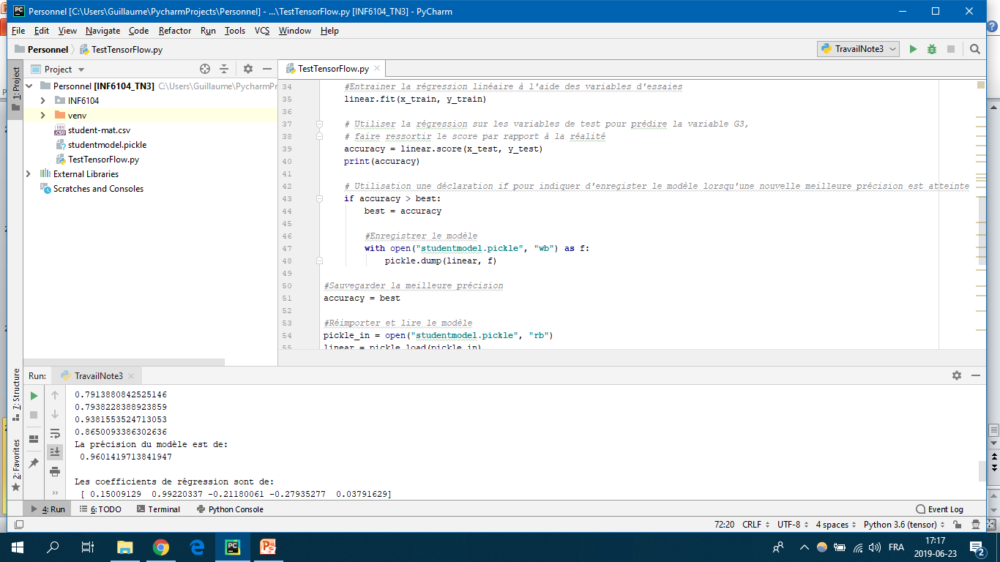 Personnel [C:\Users\Guillaume\PycharmProjects\Personnel] - ...\TestTensorFlow.py [INF6104_TN3] - PyCharm
File Edit View Navigate Code Refactor Run Tools VCS Window Help
Personnel TestTensorFlow.py TravailNote3
1: Project
Project
Personnel [INF6104_TN3] C:\Users\Guillaume\PycharmPr
INF6104
venv
student-mat.csv
studentmodel.pickle
TestTensorFlow.py
External Libraries
Scratches and Consoles
TestTensorFlow.py
34 #Entrainer la régression linéaire à l'aide des variables d'essaies
35 linear.fit(x_train, y_train)
36
37 # Utiliser la régression sur les variables de test pour prédire la variable G3,
38 # faire ressortir le score par rapport à la réalité
39 accuracy = linear.score(x_test, y_test)
40 print(accuracy)
41
42 # Utilisation une déclaration if pour indiquer d'enregister le modèle lorsqu'une nouvelle meilleure précision est atteinte
43 if accuracy > best:
44 best = accuracy
45
46 #Enregistrer le modèle
47 with open("studentmodel.pickle", "wb") as f:
48 pickle.dump(linear, f)
49
50 #Sauvegarder la meilleure précision
51 accuracy = best
52
53 #Réimporter et lire le modèle
54 pickle_in = open("studentmodel.pickle", "rb")
55 linear = pickle.load(pickle_in)
7: Structure
2: Favorites
Run: TravailNote3
0.7913880842525146
0.7938228388923859
0.9381553524713053
0.8650093386302636
La précision du modèle est de:
0.9601419713841947
Les coefficients de régression sont de:
[ 0.15009129 0.99220337 -0.21180061 -0.27935277 0.03791629]
4: Run 6: TODO Terminal Python Console Event Log
72:20 CRLF UTF-8 4 spaces Python 3.6 (tensor)
FRA
17:17
2019-06-23
2